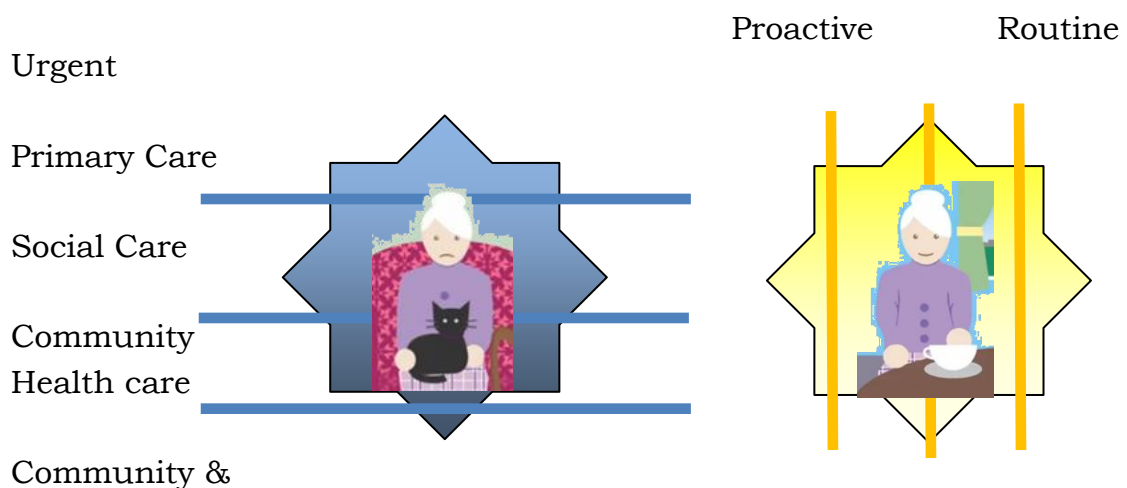 Proactive Routine
Urgent
Primary Care
Social Care
Community
Health care
Community &